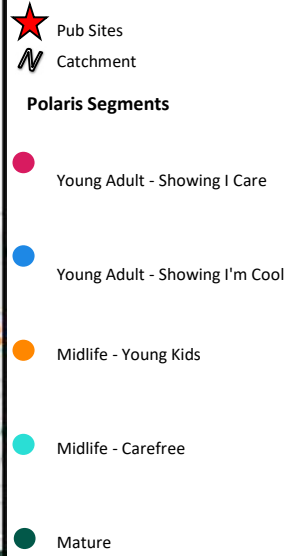 Pub Sites
Catchment
Polaris Segments
Young Adult - Showing I Care
Young Adult - Showing I'm Cool
Midlife - Young Kids
Midlife - Carefree
Mature